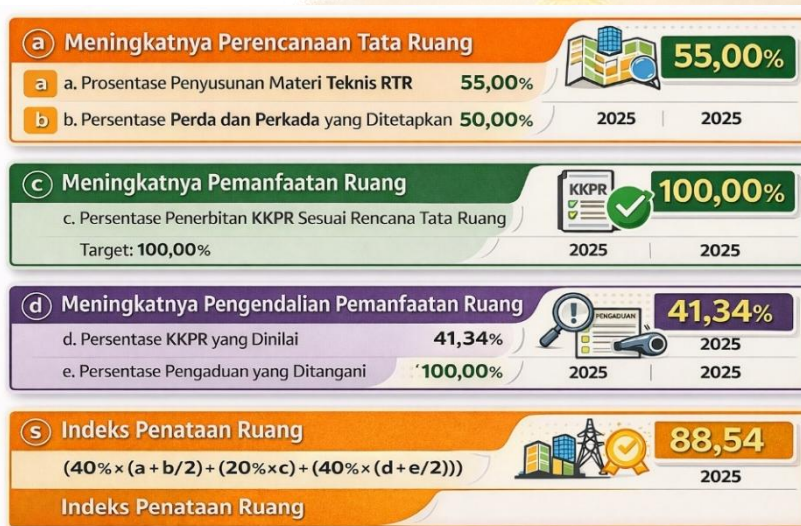 a Meningkatnya Perencanaan Tata Ruang
55,00%
a a. Prosentase Penyusunan Materi Teknis RTR 55,00%
b b. Persentase Perda dan Perkada yang Ditetapkan 50,00% 2025 | 2025
c Meningkatnya Pemanfaatan Ruang
KKPR
100,00%
c. Persentase Penerbitan KKPR Sesuai Rencana Tata Ruang
Target: 100,00% 2025 | 2025
d Meningkatnya Pengendalian Pemanfaatan Ruang
PENGADUAN
41,34%
d. Persentase KKPR yang Dinilai 41,34% 2025
e. Persentase Pengaduan yang Ditangani 100,00% 2025 | 2025
s Indeks Penataan Ruang
88,54
(40%×(a+b/2)+(20%×c)+(40%×(d+e/2)))
2025
Indeks Penataan Ruang